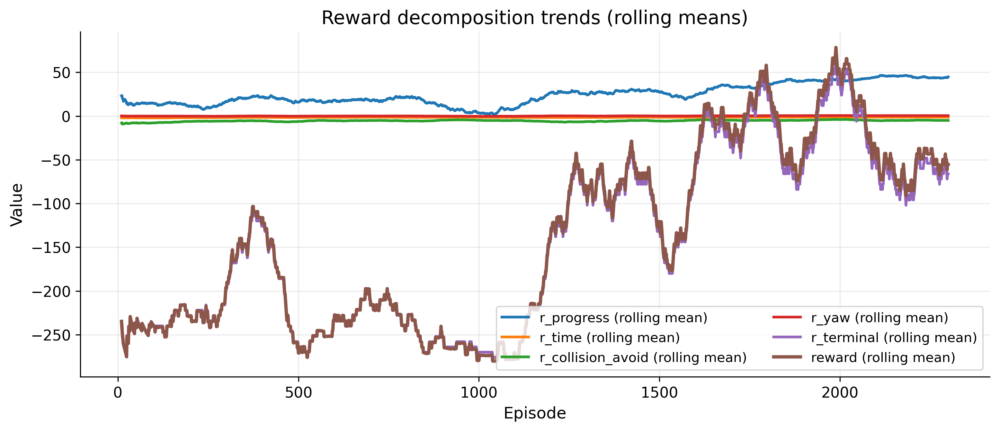 Reward decomposition trends (rolling means)
Value
50
0
−50
−100
−150
−200
−250
0
500
1000
1500
2000
Episode
r_progress (rolling mean)
r_time (rolling mean)
r_collision_avoid (rolling mean)
r_yaw (rolling mean)
r_terminal (rolling mean)
reward (rolling mean)